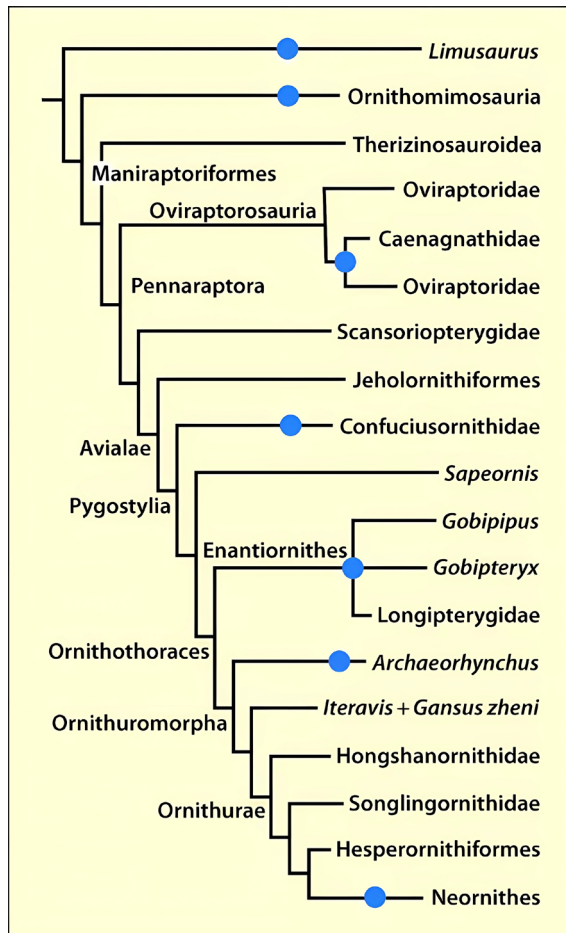 Limusaurus
Ornithomimosauria
Therizinosauroidea
Maniraptoriformes
Oviraptoridae
Oviraptorosauria
Caenagnathidae
Pennaraptora
Oviraptoridae
Scansoriopterygidae
Jeholornithiformes
Confuciusornithidae
Avialae
Sapeornis
Pygostylia
Gobipipus
Enantiornithes
Gobipteryx
Longipterygidae
Ornithothoraces
Archaeorhynchus
Iteravis + Gansus zheni
Ornithuromorpha
Hongshanornithidae
Songlingornithidae
Ornithurae
Hesperornithiformes
Neornithes